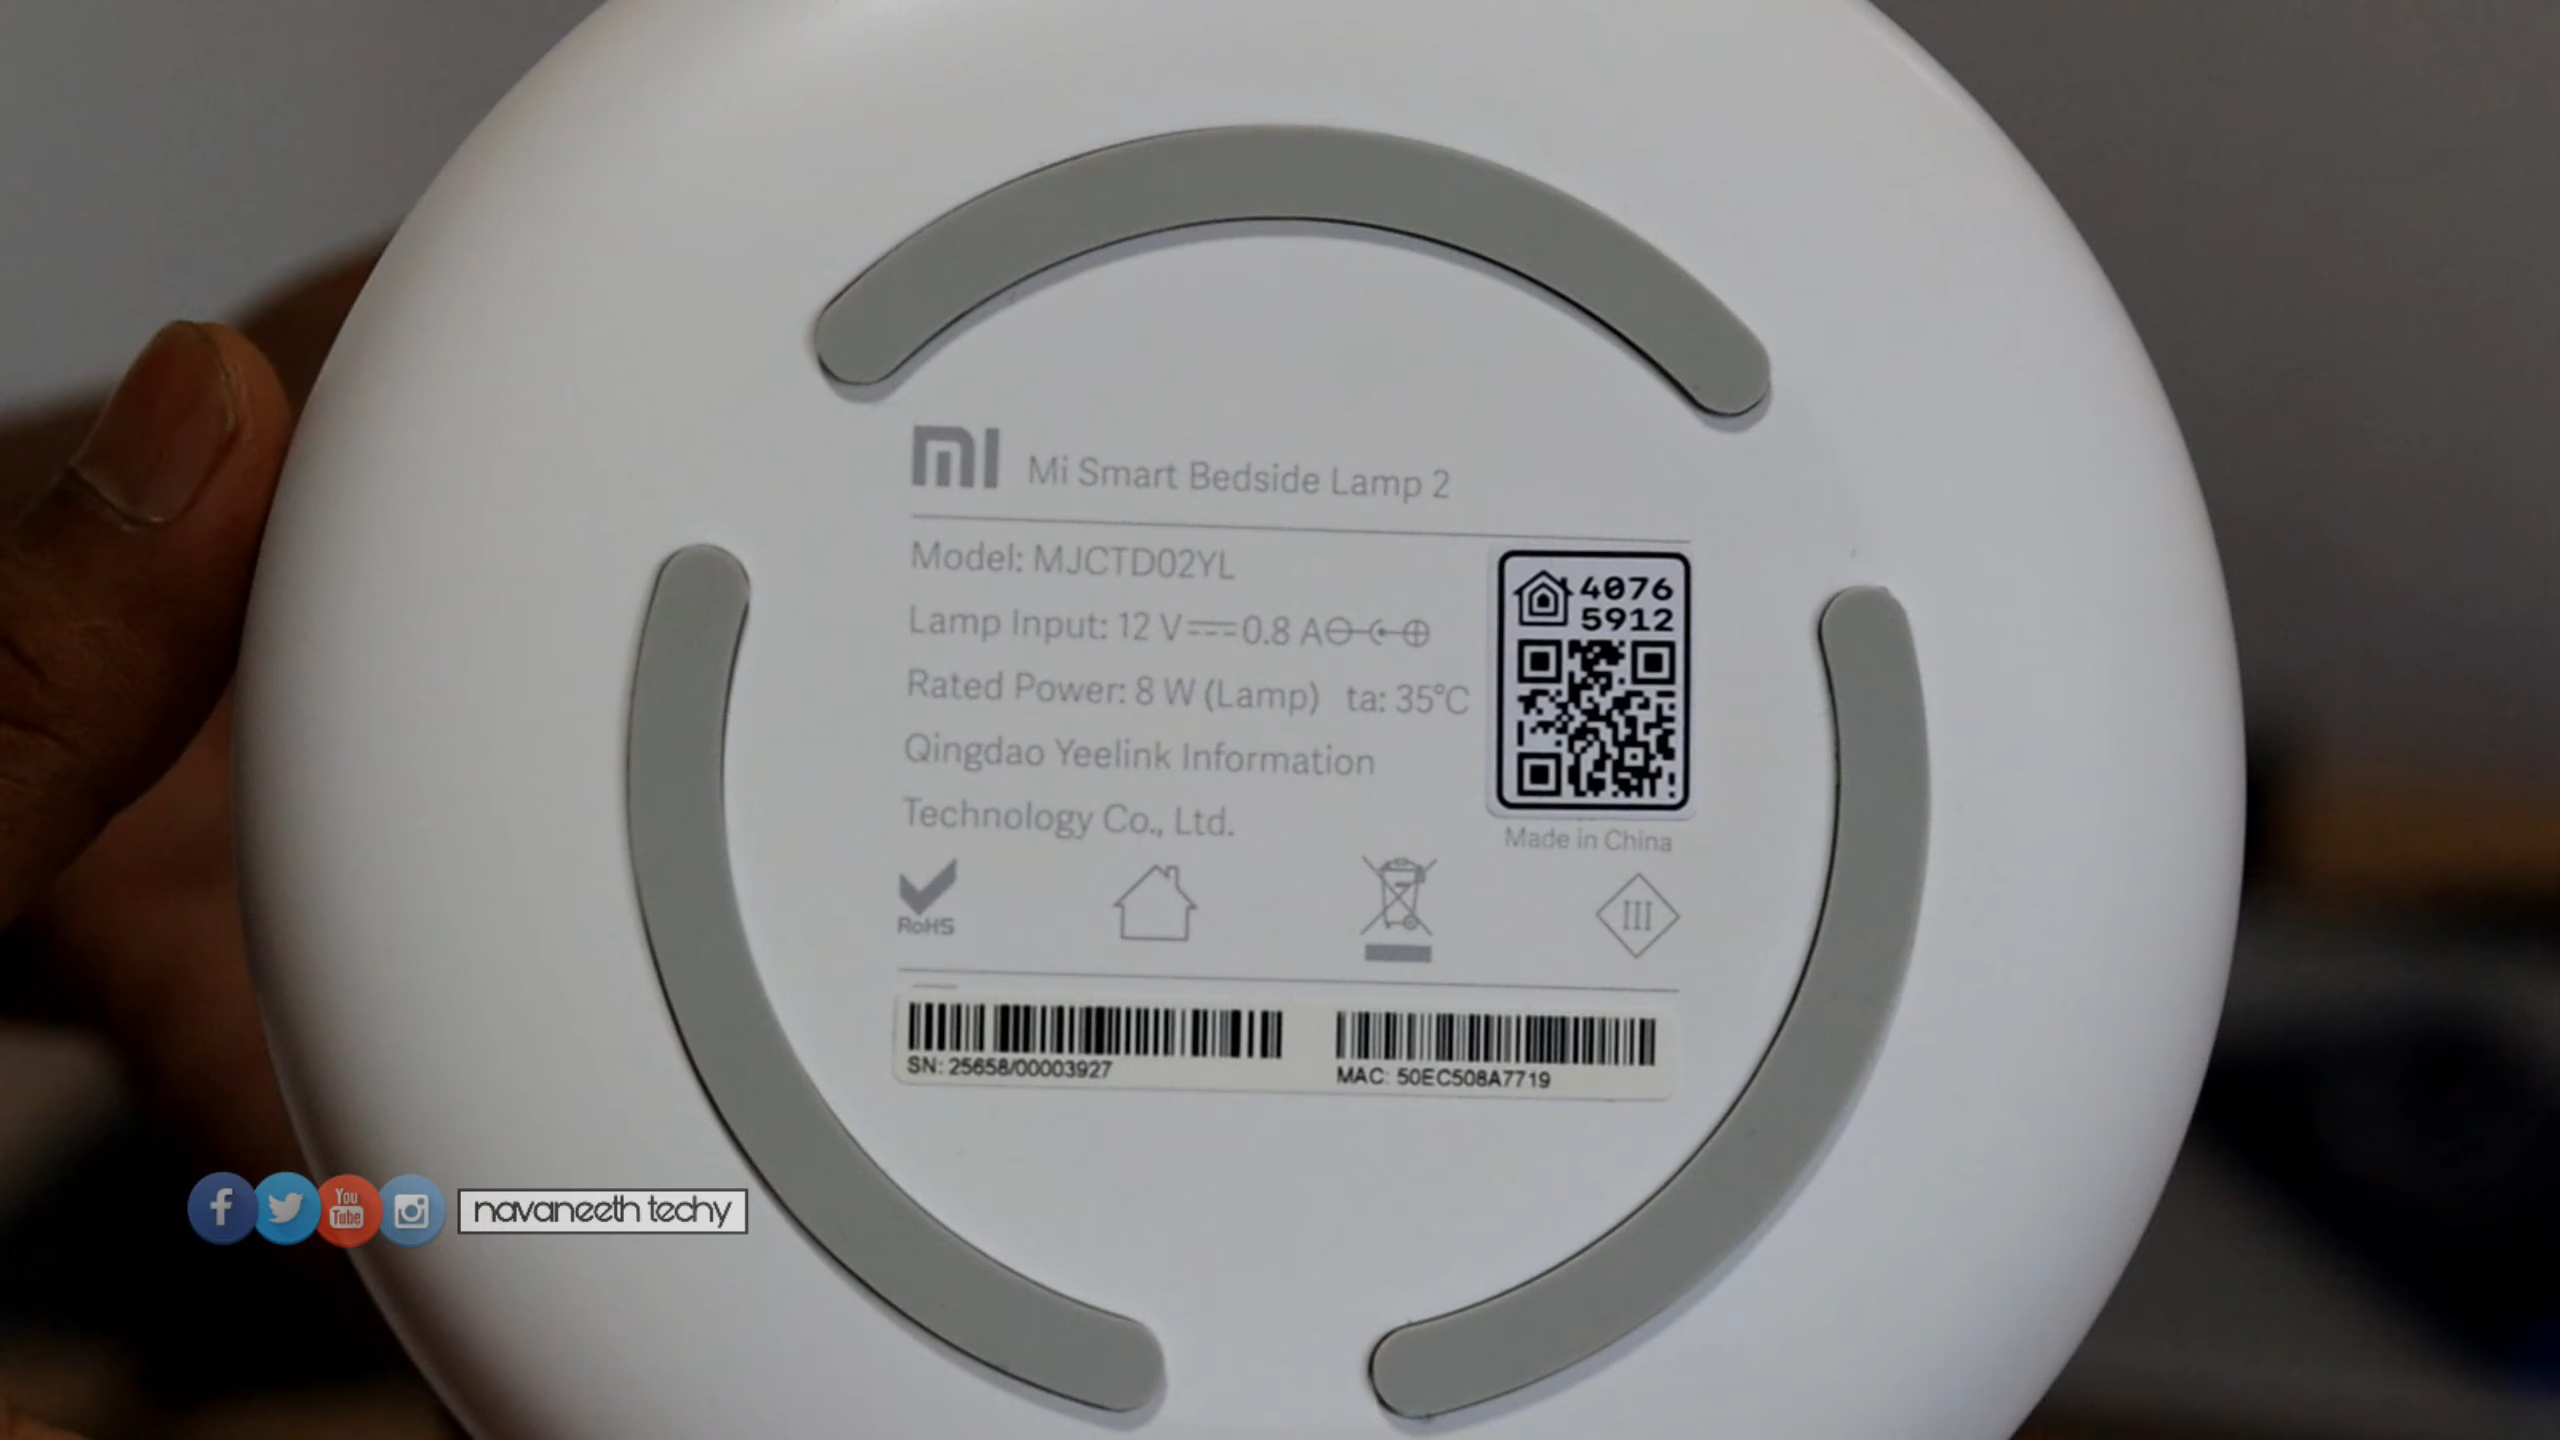 mi Mi Smart Bedside Lamp 2
Model: MJCTD02YL
Lamp Input: 12 V⎓0.8 A
Rated Power: 8 W (Lamp) ta: 35°C
Qingdao Yeelink Information
Technology Co., Ltd.
4076
5912
Made in China
RoHS
III
SN: 25658/00003927
MAC: 50EC508A7719
f
You
Tube
navaneeth techy